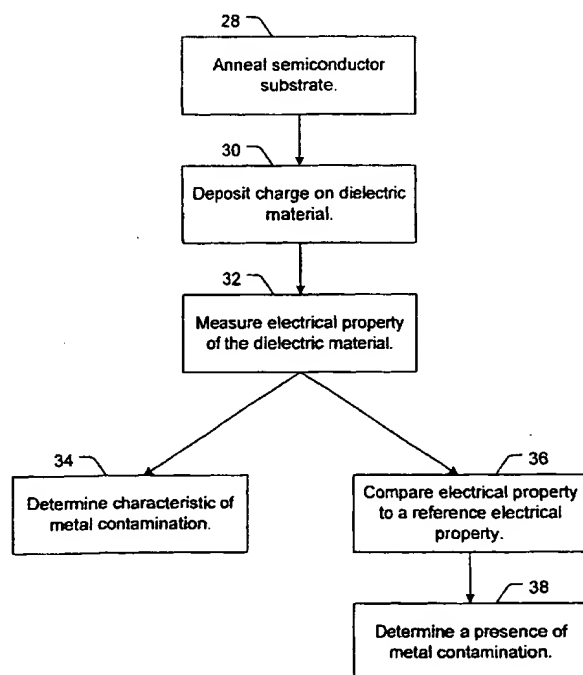 28
Anneal semiconductor
substrate.
30
Deposit charge on dielectric
material.
32
Measure electrical property
of the dielectric material.
34
Determine characteristic of
metal contamination.
36
Compare electrical property
to a reference electrical
property.
38
Determine a presence of
metal contamination.